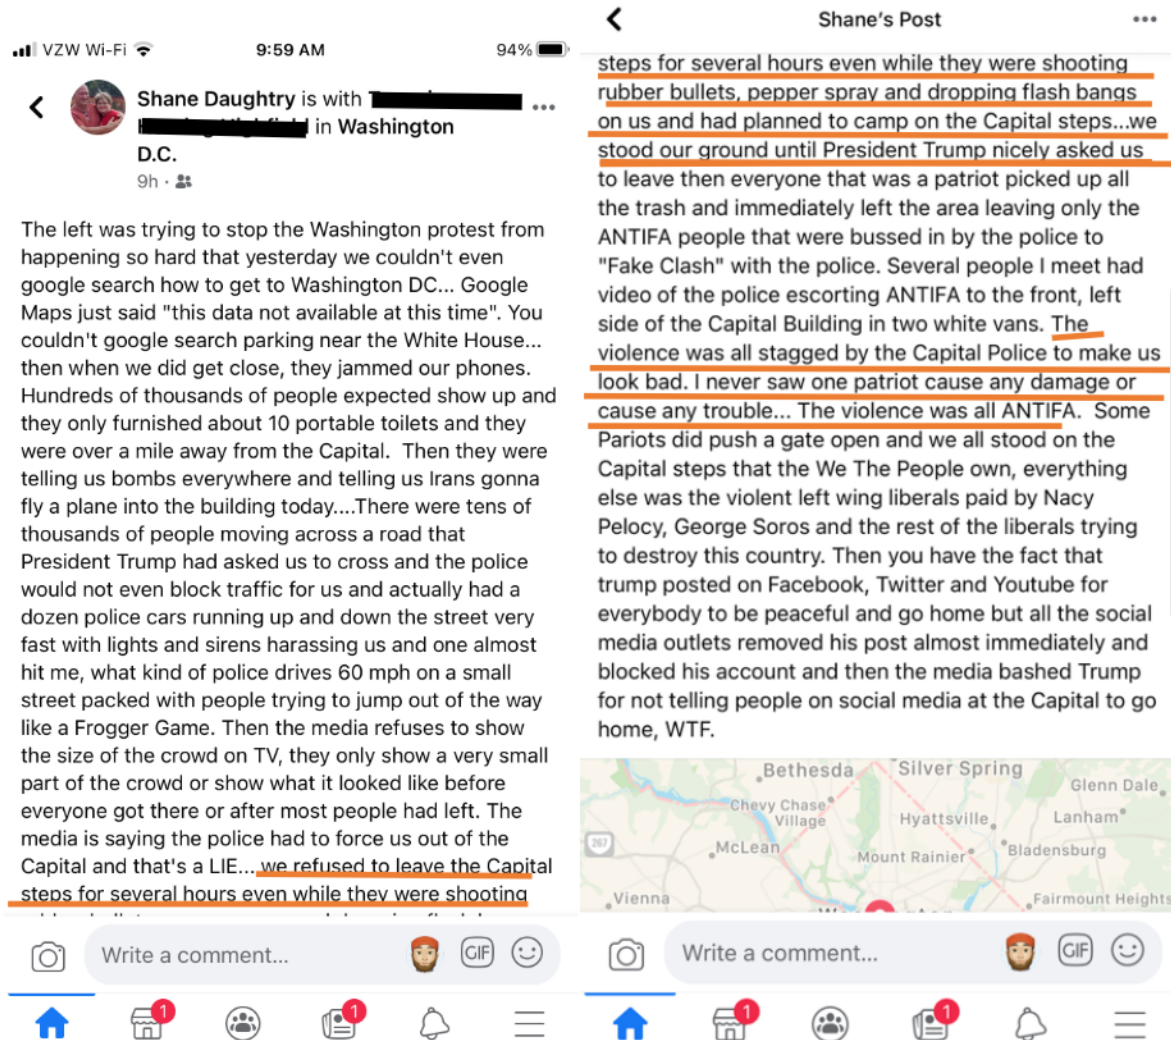 VZW Wi-Fi 9:59 AM 94%
Shane Daughtry is with
in Washington
D.C.
9h ·
The left was trying to stop the Washington protest from
happening so hard that yesterday we couldn't even
google search how to get to Washington DC... Google
Maps just said "this data not available at this time". You
couldn't google search parking near the White House...
then when we did get close, they jammed our phones.
Hundreds of thousands of people expected show up and
they only furnished about 10 portable toilets and they
were over a mile away from the Capital.  Then they were
telling us bombs everywhere and telling us Irans gonna
fly a plane into the building today....There were tens of
thousands of people moving across a road that
President Trump had asked us to cross and the police
would not even block traffic for us and actually had a
dozen police cars running up and down the street very
fast with lights and sirens harassing us and one almost
hit me, what kind of police drives 60 mph on a small
street packed with people trying to jump out of the way
like a Frogger Game. Then the media refuses to show
the size of the crowd on TV, they only show a very small
part of the crowd or show what it looked like before
everyone got there or after most people had left. The
media is saying the police had to force us out of the
Capital and that's a LIE... we refused to leave the Capital
steps for several hours even while they were shooting
Write a comment...
GIF
1
1
Shane's Post
steps for several hours even while they were shooting
rubber bullets, pepper spray and dropping flash bangs
on us and had planned to camp on the Capital steps...we
stood our ground until President Trump nicely asked us
to leave then everyone that was a patriot picked up all
the trash and immediately left the area leaving only the
ANTIFA people that were bussed in by the police to
"Fake Clash" with the police. Several people I meet had
video of the police escorting ANTIFA to the front, left
side of the Capital Building in two white vans. The
violence was all stagged by the Capital Police to make us
look bad. I never saw one patriot cause any damage or
cause any trouble... The violence was all ANTIFA.  Some
Pariots did push a gate open and we all stood on the
Capital steps that the We The People own, everything
else was the violent left wing liberals paid by Nacy
Pelocy, George Soros and the rest of the liberals trying
to destroy this country. Then you have the fact that
trump posted on Facebook, Twitter and Youtube for
everybody to be peaceful and go home but all the social
media outlets removed his post almost immediately and
blocked his account and then the media bashed Trump
for not telling people on social media at the Capital to go
home, WTF.
Bethesda
Silver Spring
Glenn Dale
Chevy Chase
Village
Hyattsville
Lanham
267
McLean
Mount Rainier
Bladensburg
Vienna
Fairmount Heights
Write a comment...
GIF
1
1